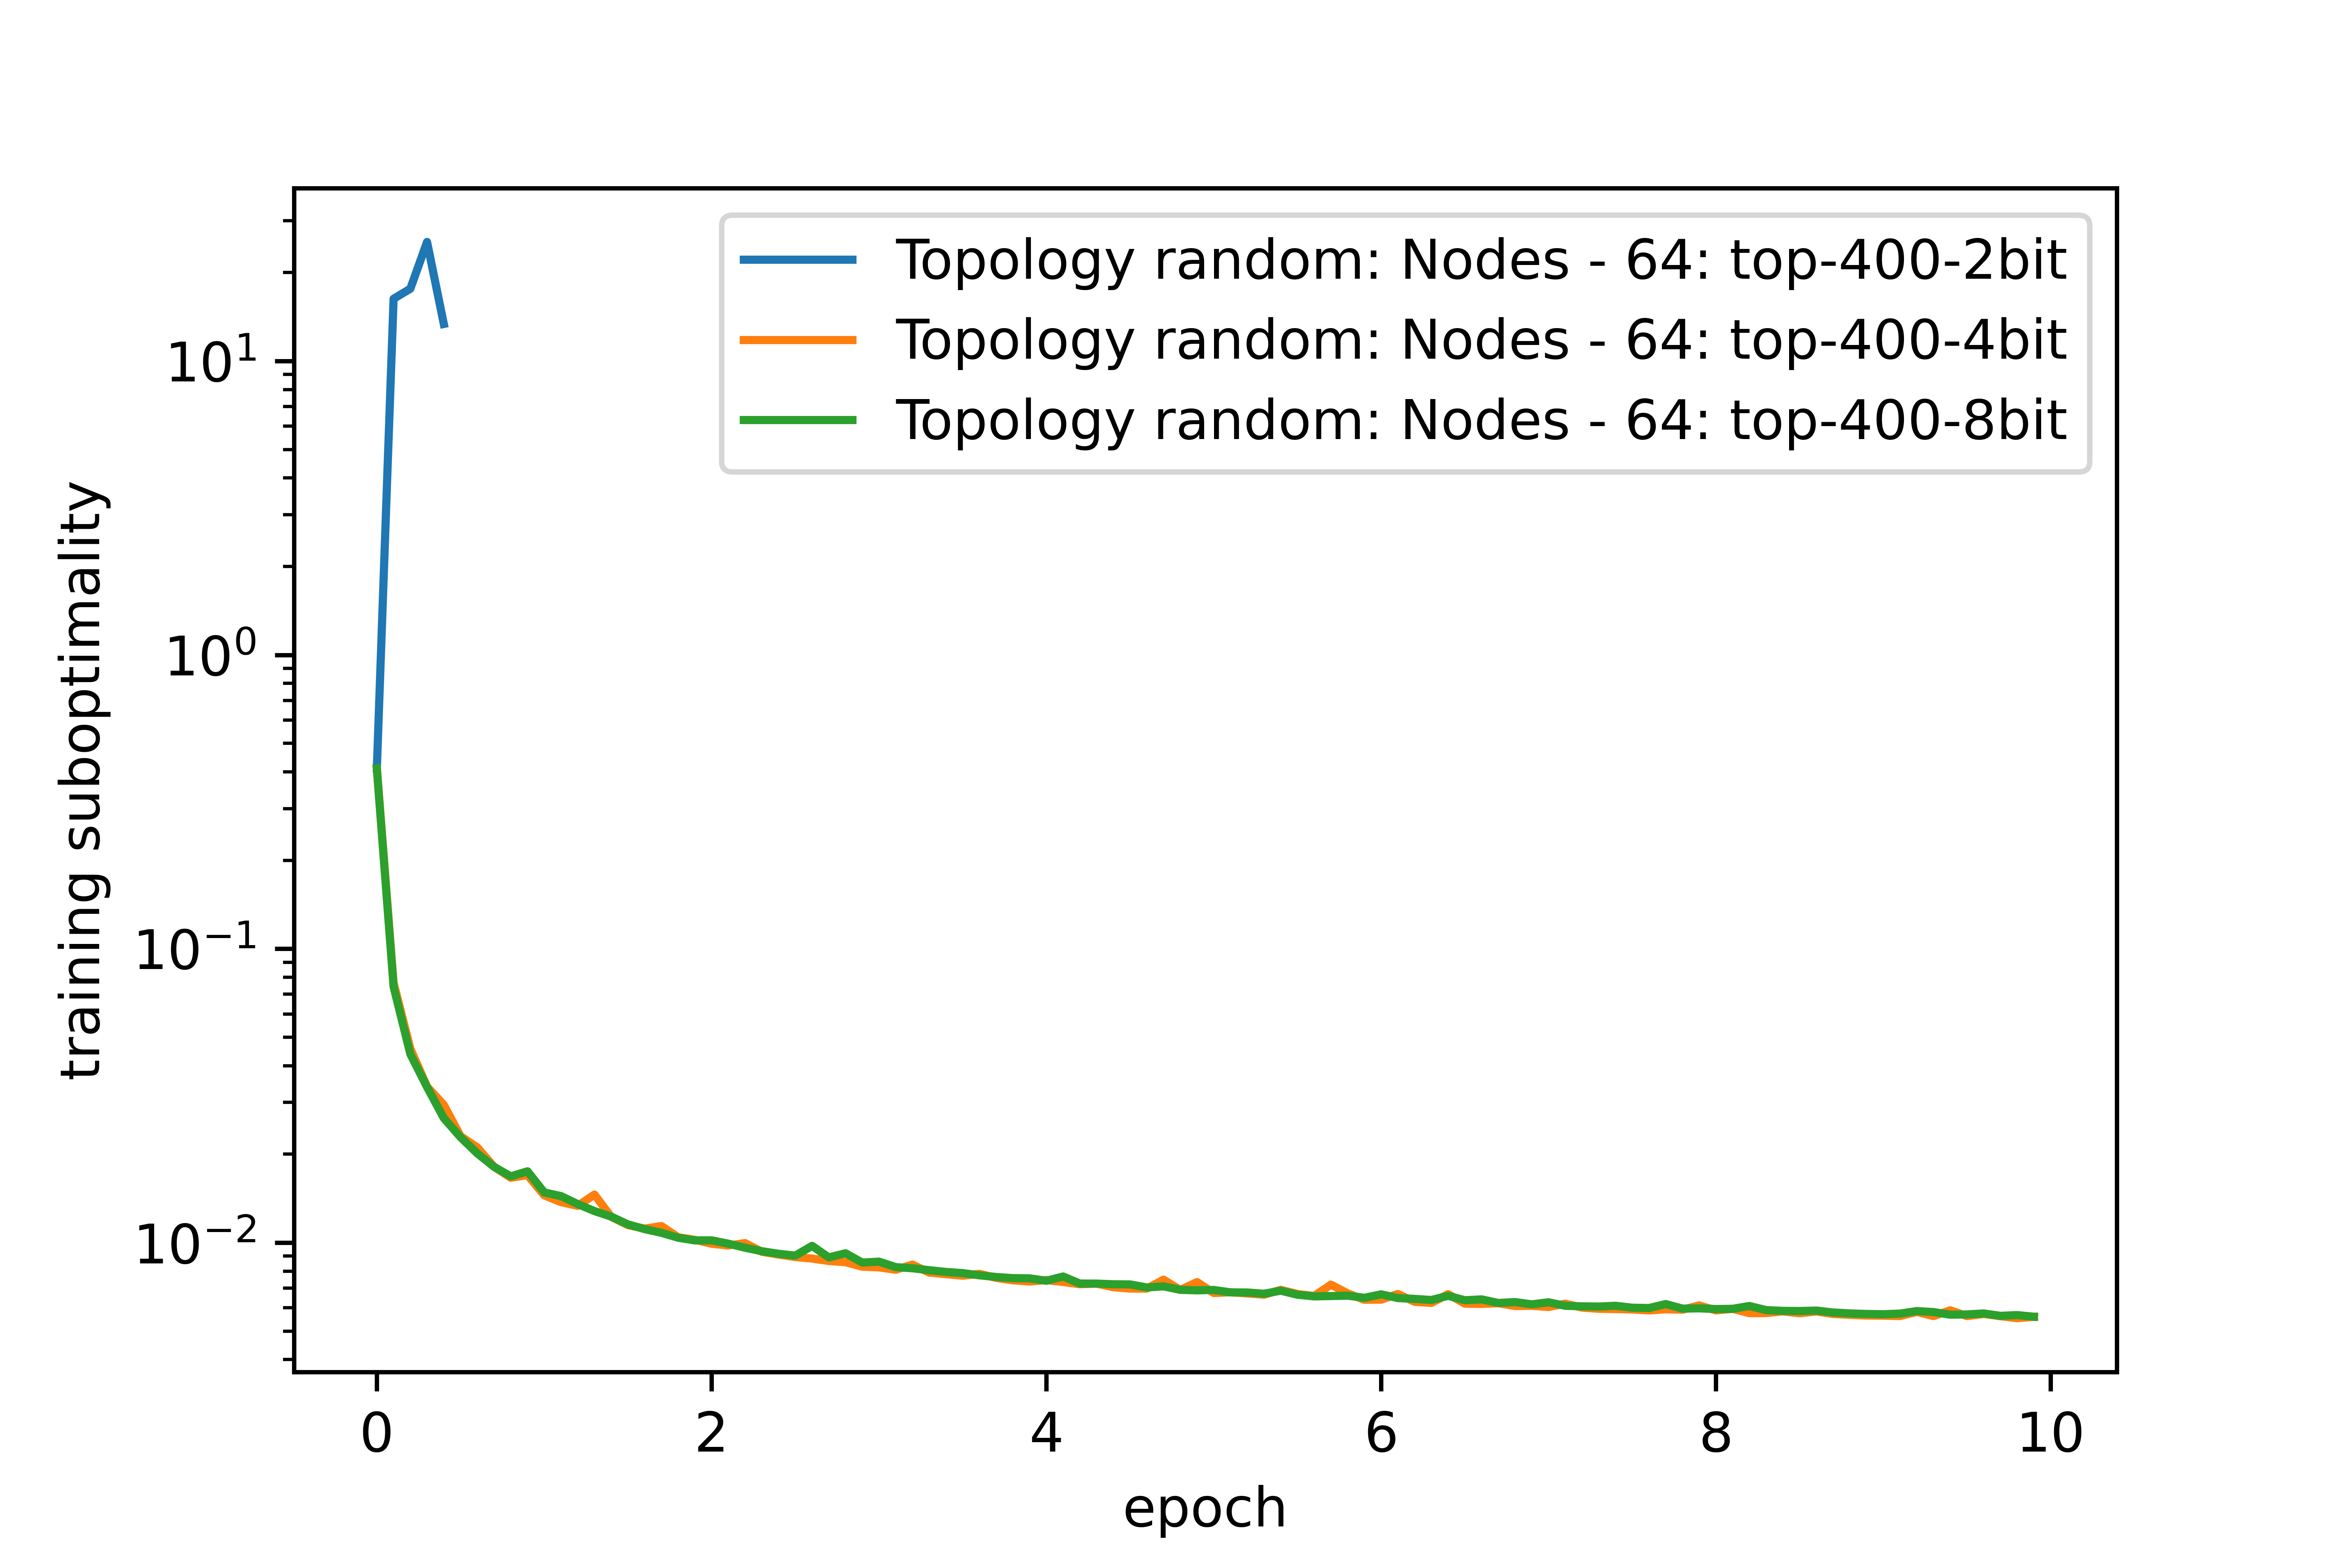 Topology random: Nodes - 64: top-400-2bit
Topology random: Nodes - 64: top-400-4bit
Topology random: Nodes - 64: top-400-8bit
10¹
10⁰
10⁻¹
10⁻²
training suboptimality
0 2 4 6 8 10
epoch